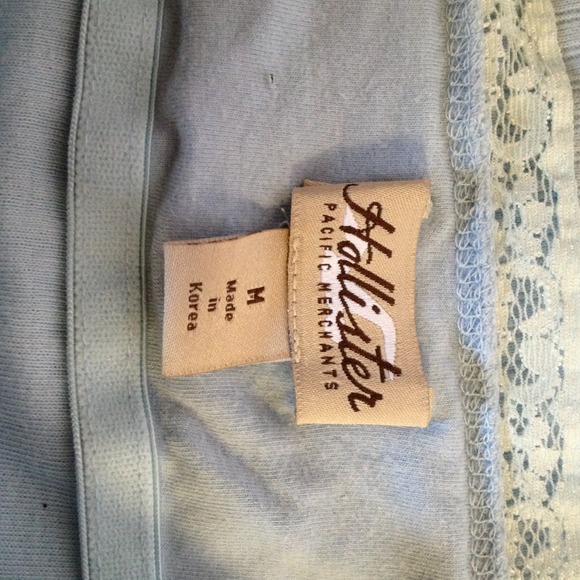 Hollister
PACIFIC MERCHANTS
M
Made
in
Korea